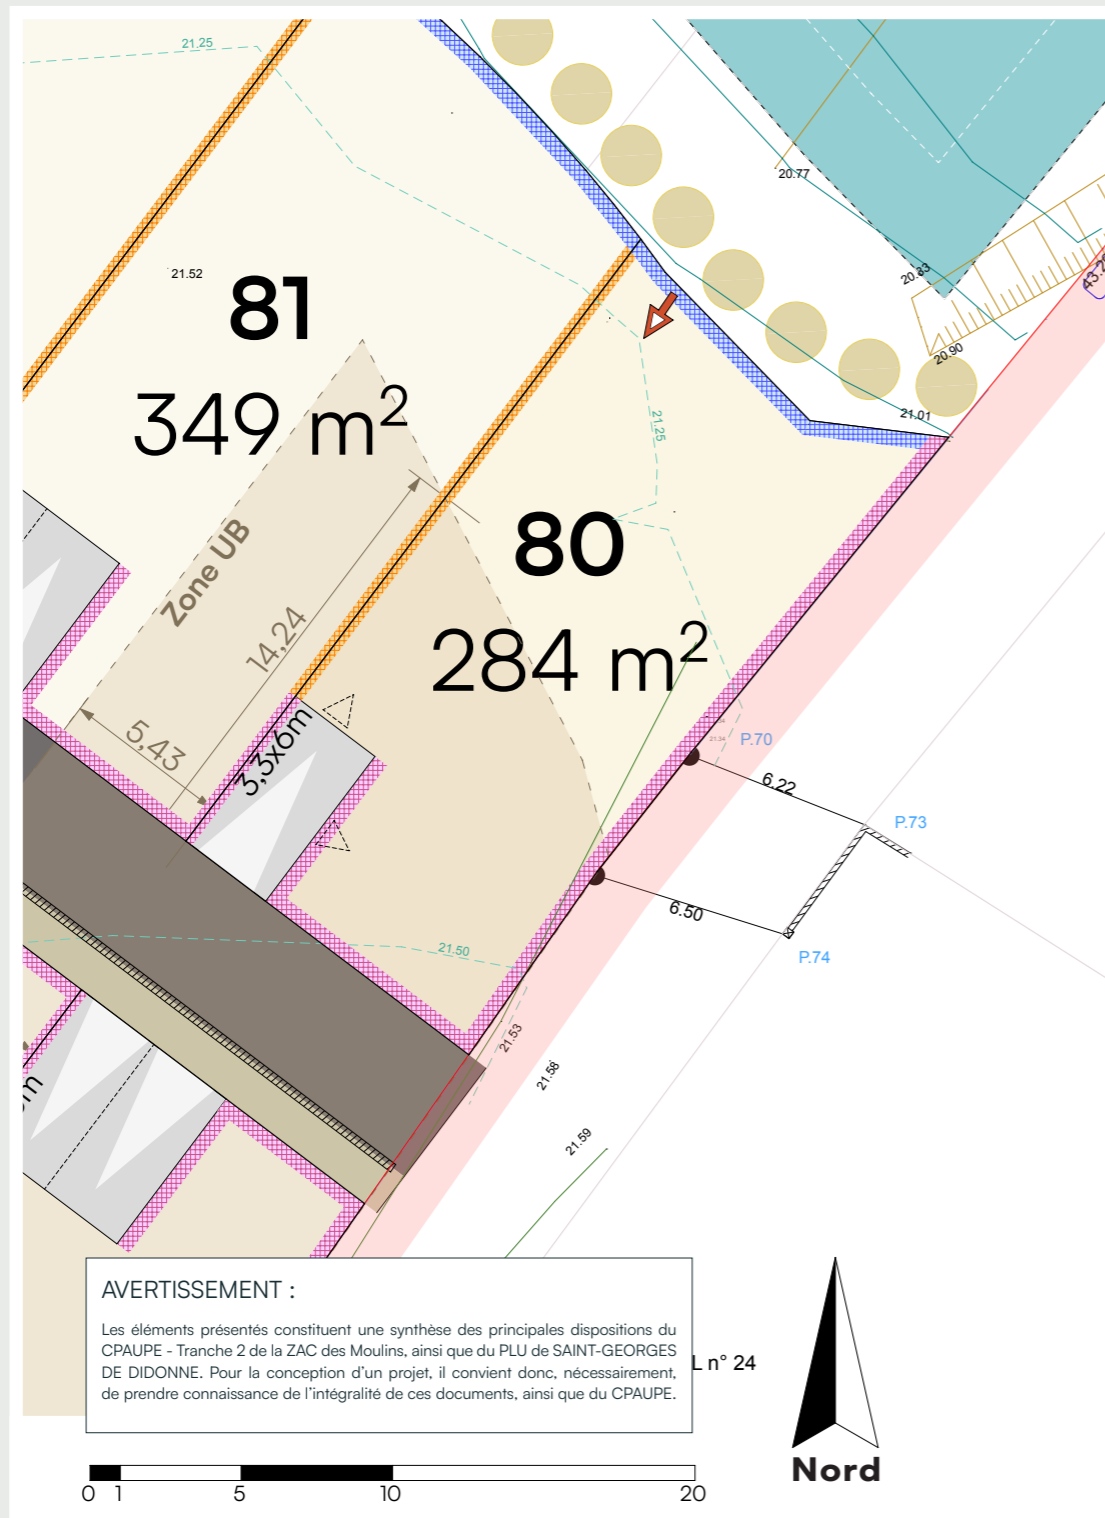 21.25
20.77
21.52
81
349 m²
20.83
43.2
20.90
21.01
21.25
80
284 m²
Zone UB
14,24
5,43
3,3x6m
21.34
P.70
6.22
P.73
6.50
P.74
21.50
21.53
21.58
21.59
m
AVERTISSEMENT :
Les éléments présentés constituent une synthèse des principales dispositions du
CPAUPE - Tranche 2 de la ZAC des Moulins, ainsi que du PLU de SAINT-GEORGES
DE DIDONNE. Pour la conception d'un projet, il convient donc, nécessairement,
de prendre connaissance de l'intégralité de ces documents, ainsi que du CPAUPE.
L n° 24
Nord
0 1 5 10 20